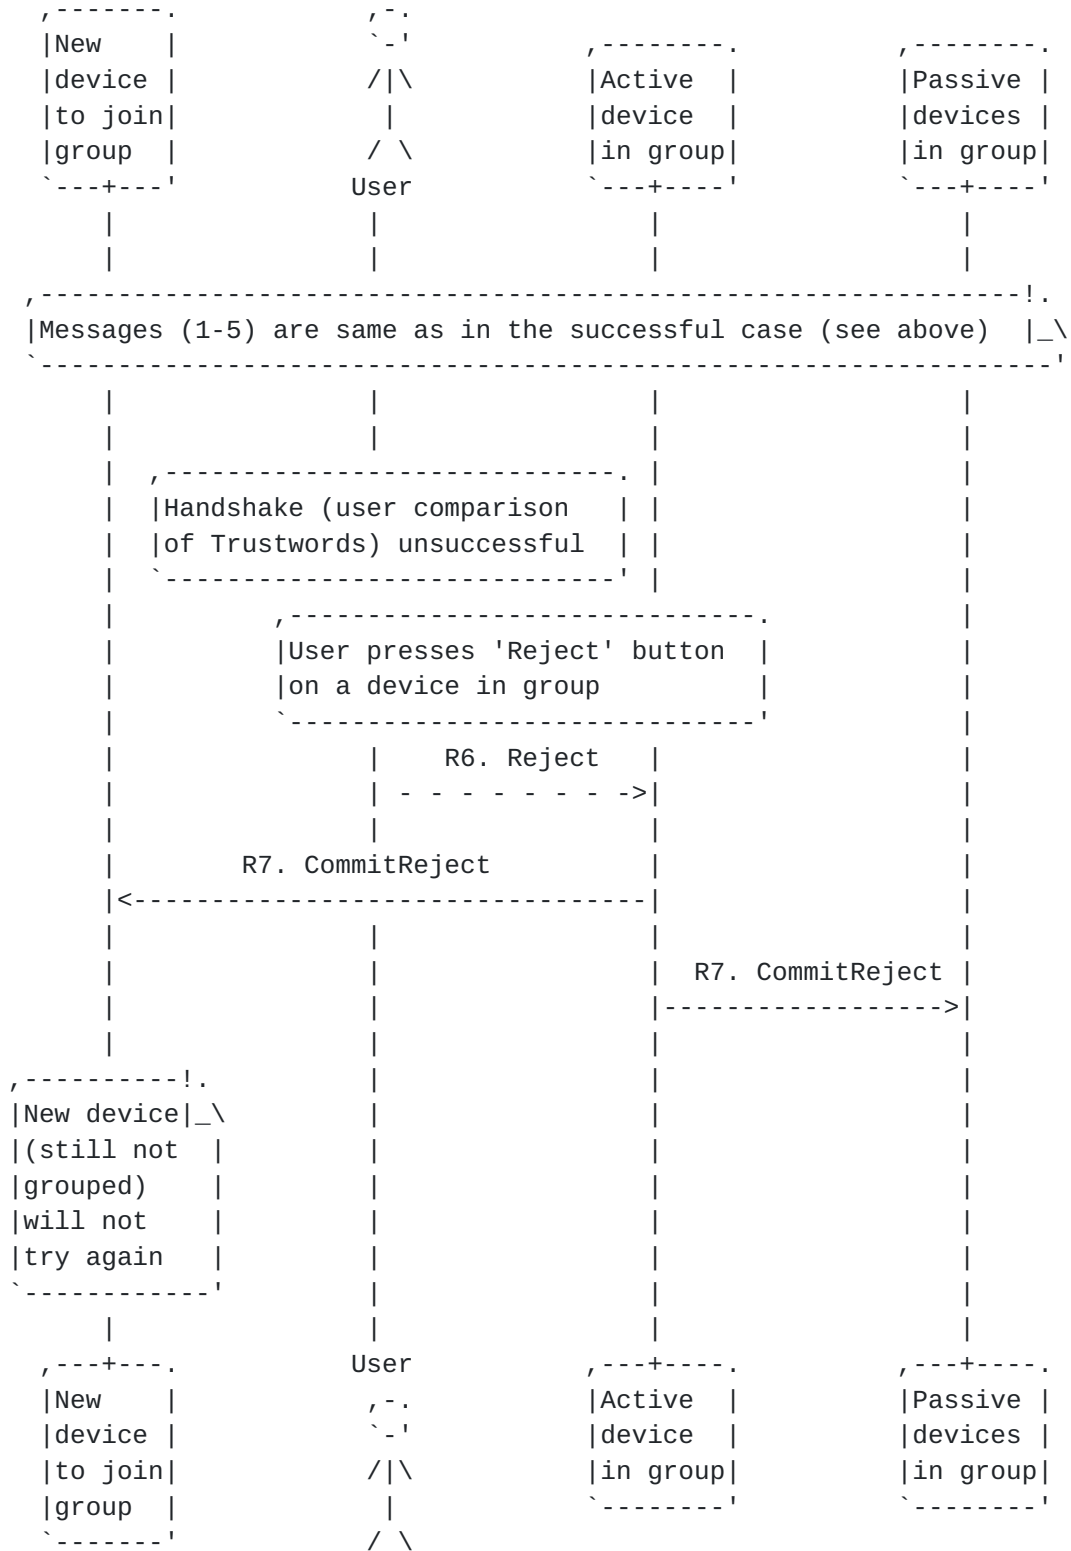 New
device
to join
group
User
Active
device
in group
Passive
devices
in group
Messages (1-5) are same as in the successful case (see above)
Handshake (user comparison
of Trustwords) unsuccessful
User presses 'Reject' button
on a device in group
R6. Reject
R7. CommitReject
R7. CommitReject
New device
(still not
grouped)
will not
try again
New
device
to join
group
User
Active
device
in group
Passive
devices
in group